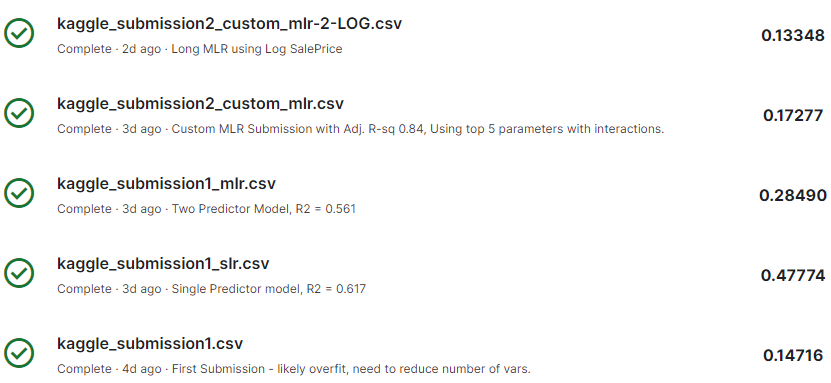 kaggle_submission2_custom_mlr-2-LOG.csv
Complete · 2d ago · Long MLR using Log SalePrice
0.13348
kaggle_submission2_custom_mlr.csv
Complete · 3d ago · Custom MLR Submission with Adj. R-sq 0.84, Using top 5 parameters with interactions.
0.17277
kaggle_submission1_mlr.csv
Complete · 3d ago · Two Predictor Model, R2 = 0.561
0.28490
kaggle_submission1_slr.csv
Complete · 3d ago · Single Predictor model, R2 = 0.617
0.47774
kaggle_submission1.csv
Complete · 4d ago · First Submission - likely overfit, need to reduce number of vars.
0.14716